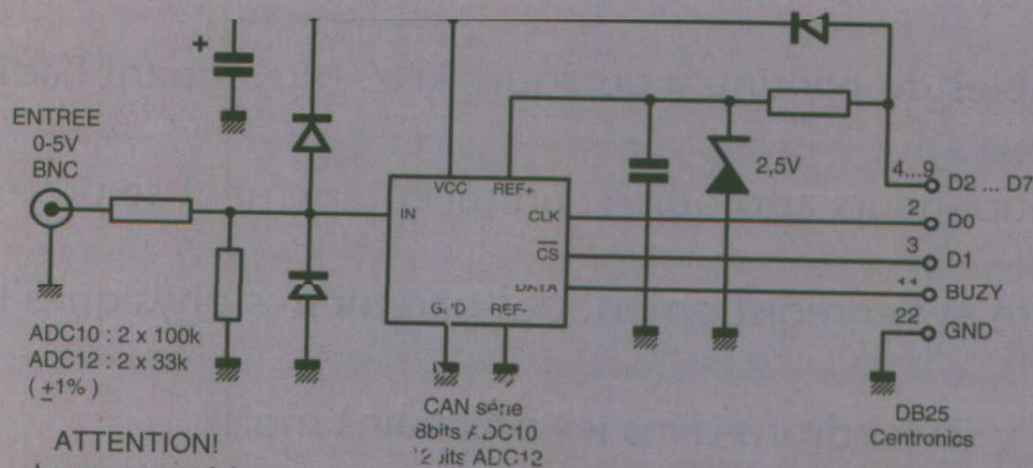 +
ENTREE
0-5V
BNC
VCC
REF+
IN
CLK
CS
DATA
GND
REF-
2,5V
4...9
D2 ... D7
2
D0
3
D1
11
BUZY
22
GND
ADC10 : 2 x 100k
ADC12 : 2 x 33k
( ±1% )
CAN série
8bits ADC10
12bits ADC12
DB25
Centronics
ATTENTION!